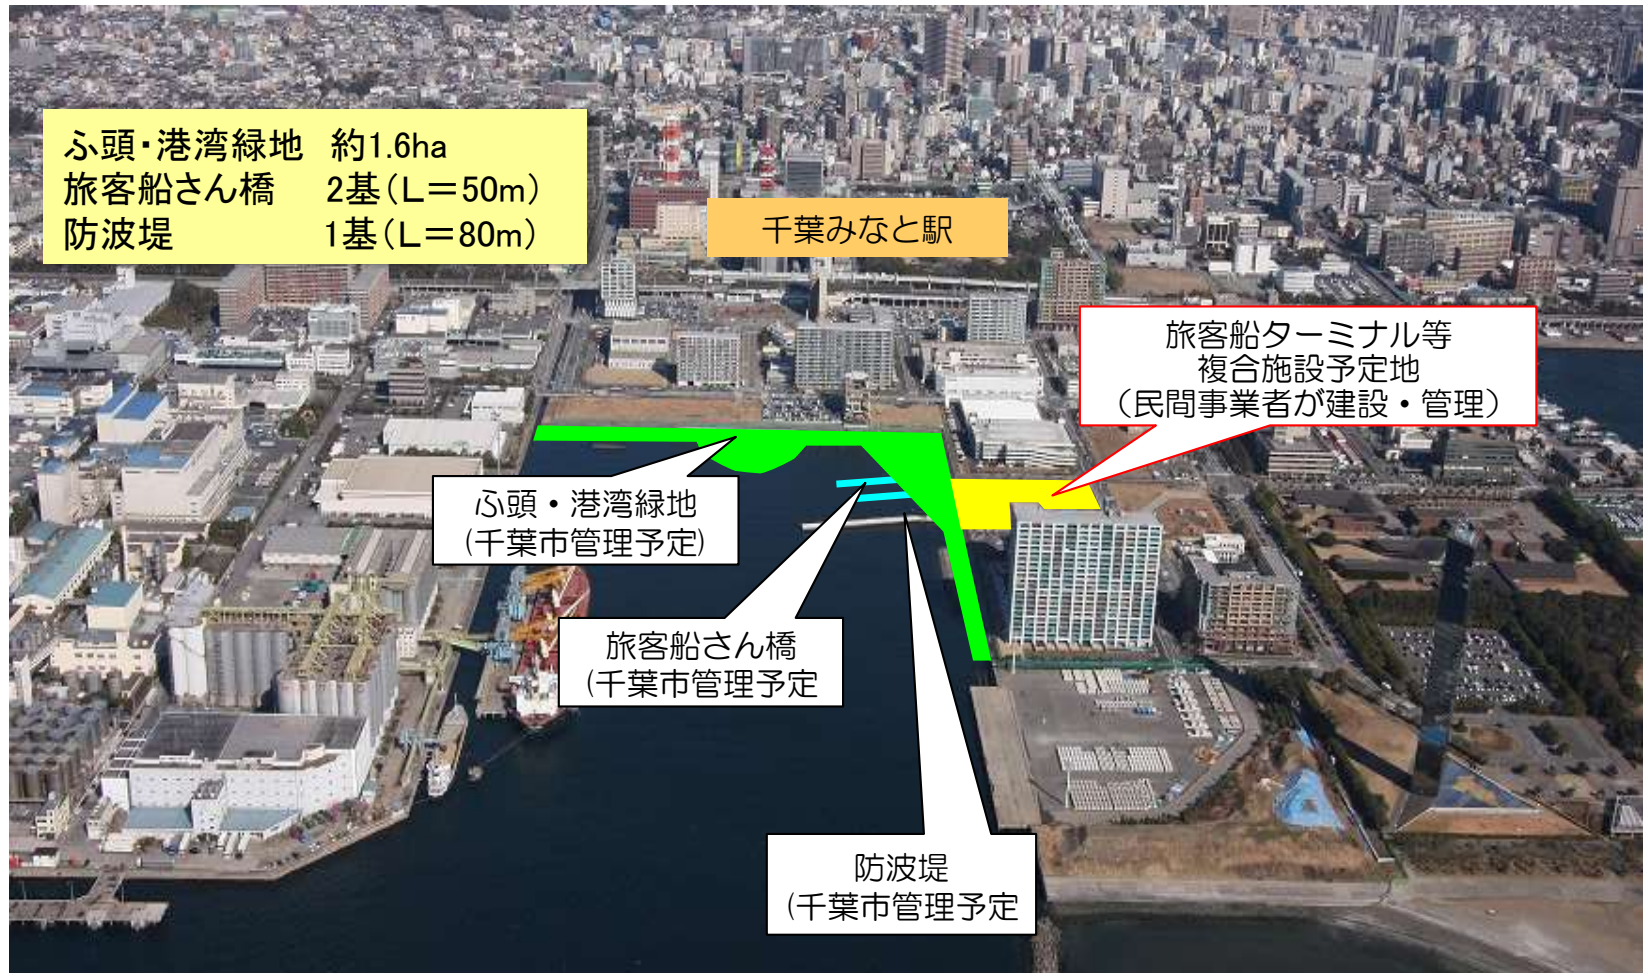 ふ頭・港湾緑地 約1.6ha
旅客船さん橋 2基(L=50m)
防波堤 1基(L=80m)
千葉みなと駅
旅客船ターミナル等
複合施設予定地
(民間事業者が建設・管理)
ふ頭・港湾緑地
(千葉市管理予定)
旅客船さん橋
(千葉市管理予定
防波堤
(千葉市管理予定